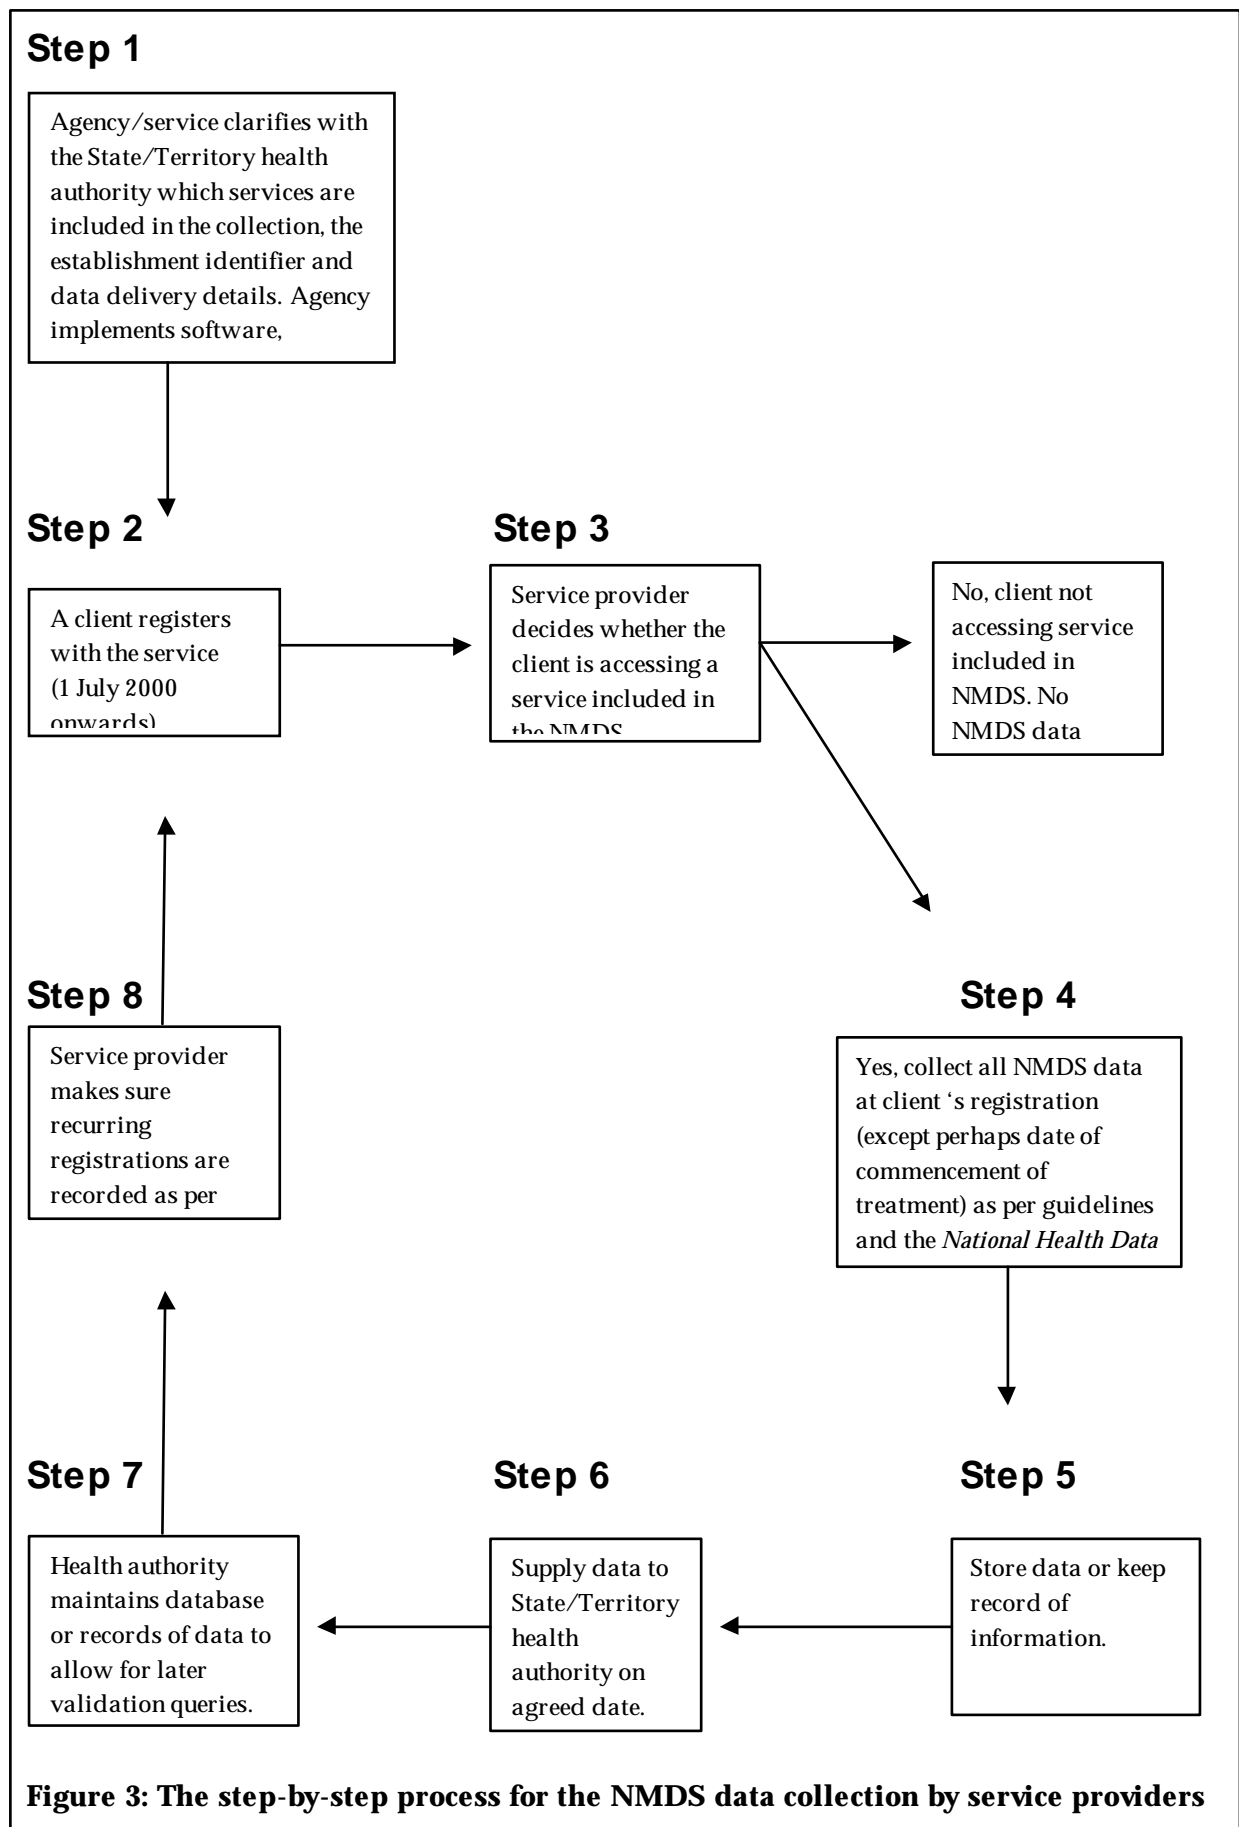 Step 1
Agency/service clarifies with
the State/Territory health
authority which services are
included in the collection, the
establishment identifier and
data delivery details. Agency
implements software,
Step 2
A client registers
with the service
(1 July 2000
onwards)
Step 3
Service provider
decides whether the
client is accessing a
service included in
the NMDS
No, client not
accessing service
included in
NMDS. No
NMDS data
Step 4
Yes, collect all NMDS data
at client ‘s registration
(except perhaps date of
commencement of
treatment) as per guidelines
and the National Health Data
Step 8
Service provider
makes sure
recurring
registrations are
recorded as per
Step 7
Health authority
maintains database
or records of data to
allow for later
validation queries.
Step 6
Supply data to
State/Territory
health
authority on
agreed date.
Step 5
Store data or keep
record of
information.
Figure 3: The step-by-step process for the NMDS data collection by service providers